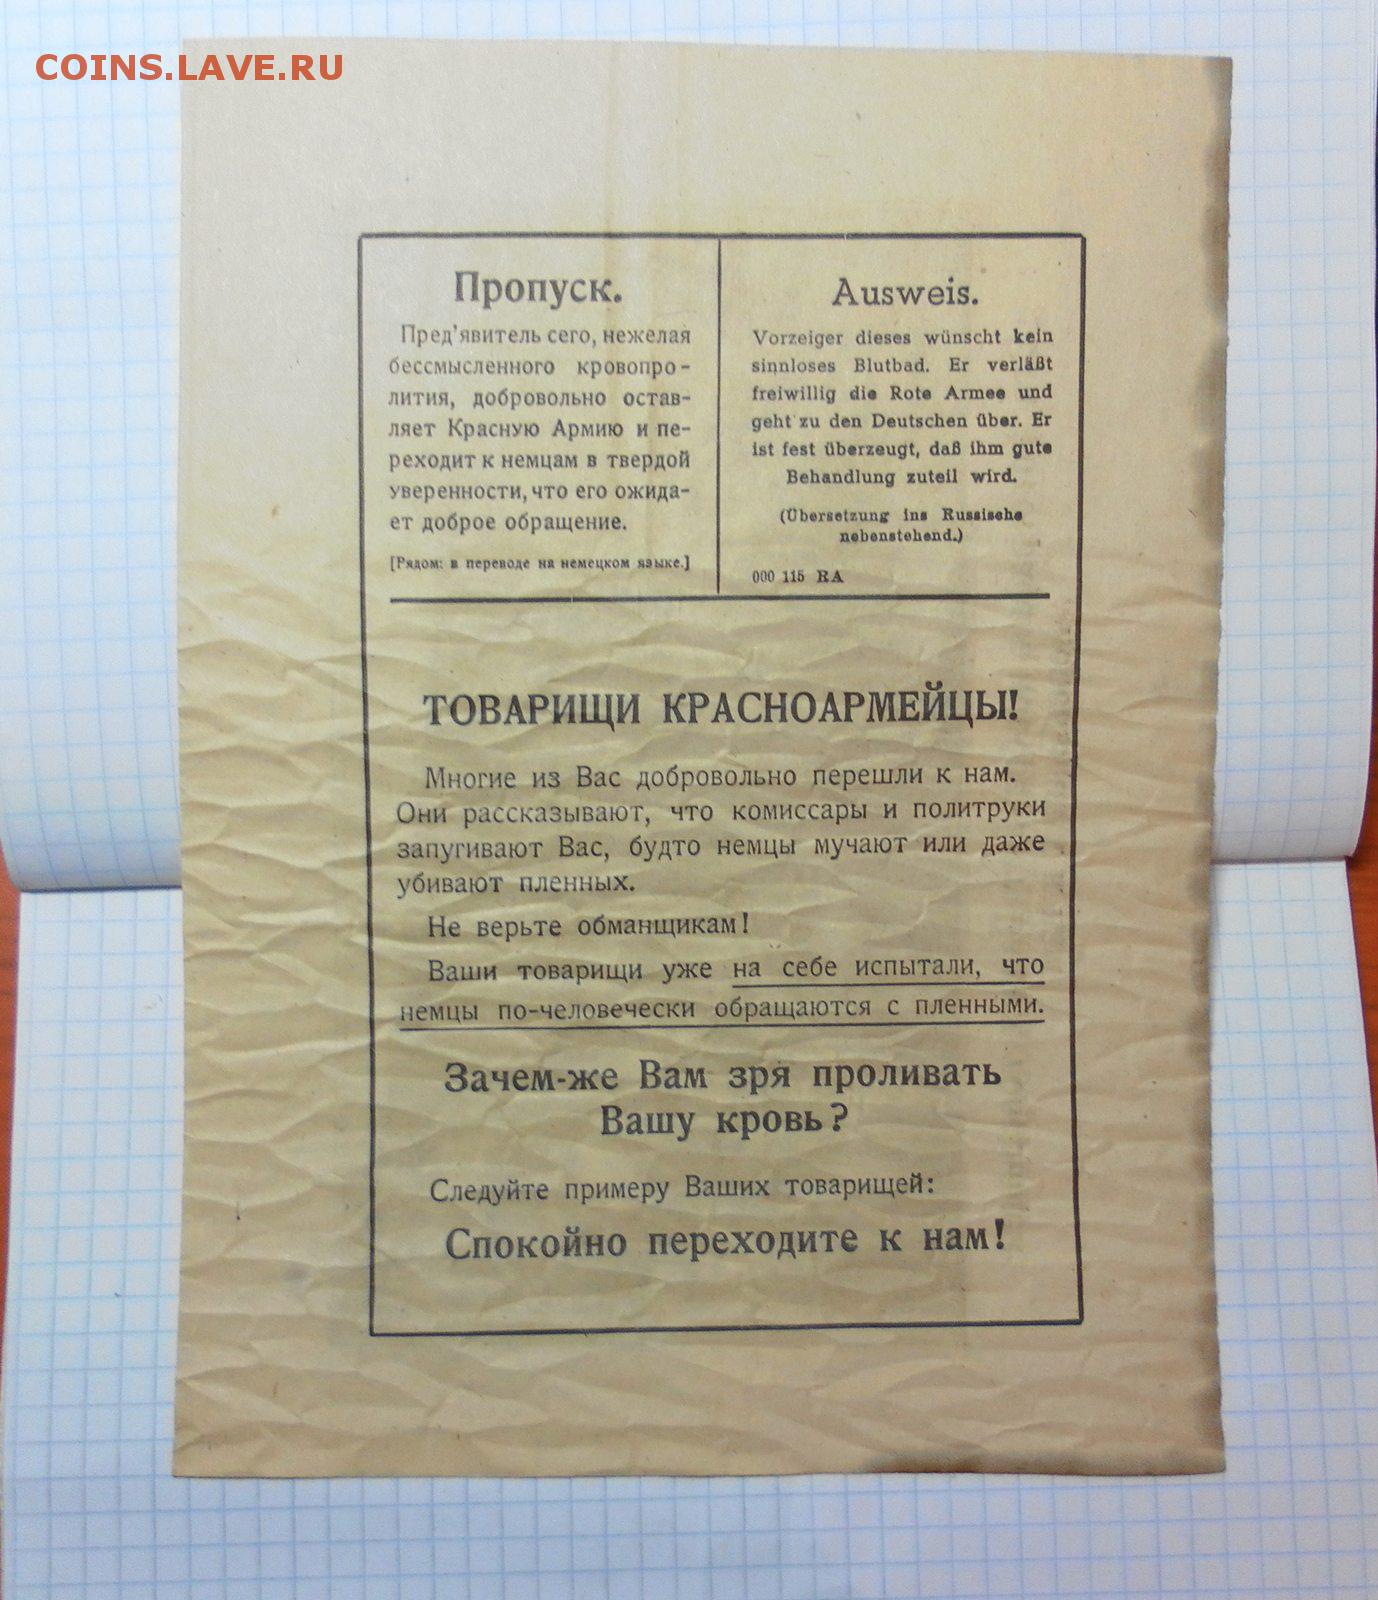 COINS.LAVE.RU
Пропуск.
Пред'явитель сего, нежелая
бессмысленного кровопро-
лития, добровольно остав-
ляет Красную Армию и пе-
реходит к немцам в твердой
уверенности, что его ожида-
ет доброе обращение.
[Рядом: в переводе на немецком языке.]
Ausweis.
Vorzeiger dieses wünscht kein
sinnloses Blutbad. Er verläßt
freiwillig die Rote Armee und
geht zu den Deutschen über. Er
ist fest überzeugt, daß ihm gute
Behandlung zuteil wird.
(Übersetzung ins Russische
nebenstehend.)
000 115 RA
ТОВАРИЩИ КРАСНОАРМЕЙЦЫ!
Многие из Вас добровольно перешли к нам.
Они рассказывают, что комиссары и политруки
запугивают Вас, будто немцы мучают или даже
убивают пленных.
Не верьте обманщикам!
Ваши товарищи уже на себе испытали, что
немцы по-человечески обращаются с пленными.
Зачем-же Вам зря проливать
Вашу кровь?
Следуйте примеру Ваших товарищей:
Спокойно переходите к нам!